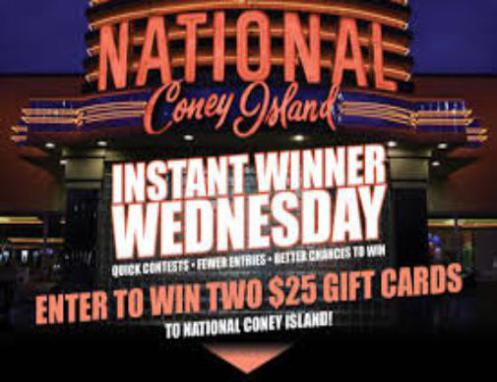 NATIONAL
Coney Island
INSTANT WINNER
WEDNESDAY
QUICK CONTESTS • FEWER ENTRIES • BETTER CHANCES TO WIN
ENTER TO WIN TWO $25 GIFT CARDS
TO NATIONAL CONEY ISLAND!